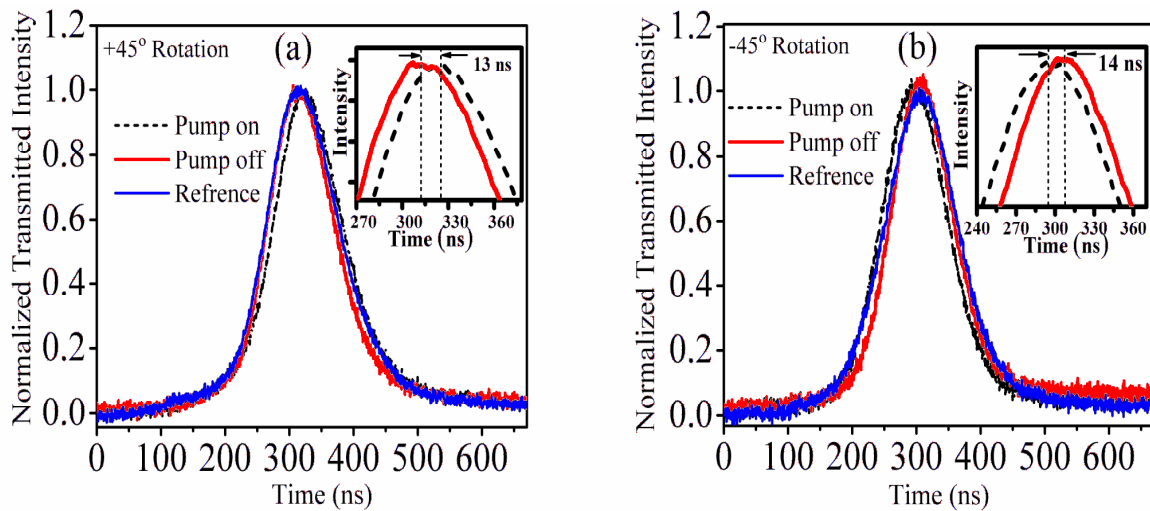 (a)
+45° Rotation
Pump on
Pump off
Refrence
Normalized Transmitted Intensity
1.2
1.0
0.8
0.6
0.4
0.2
0.0
0 100 200 300 400 500 600
Time (ns)
13 ns
Intensity
270 300 330 360
Time (ns)
(b)
-45° Rotation
Pump on
Pump off
Refrence
Normalized Transmitted Intensity
1.2
1.0
0.8
0.6
0.4
0.2
0.0
0 100 200 300 400 500 600
Time (ns)
14 ns
Intensity
240 270 300 330 360
Time (ns)